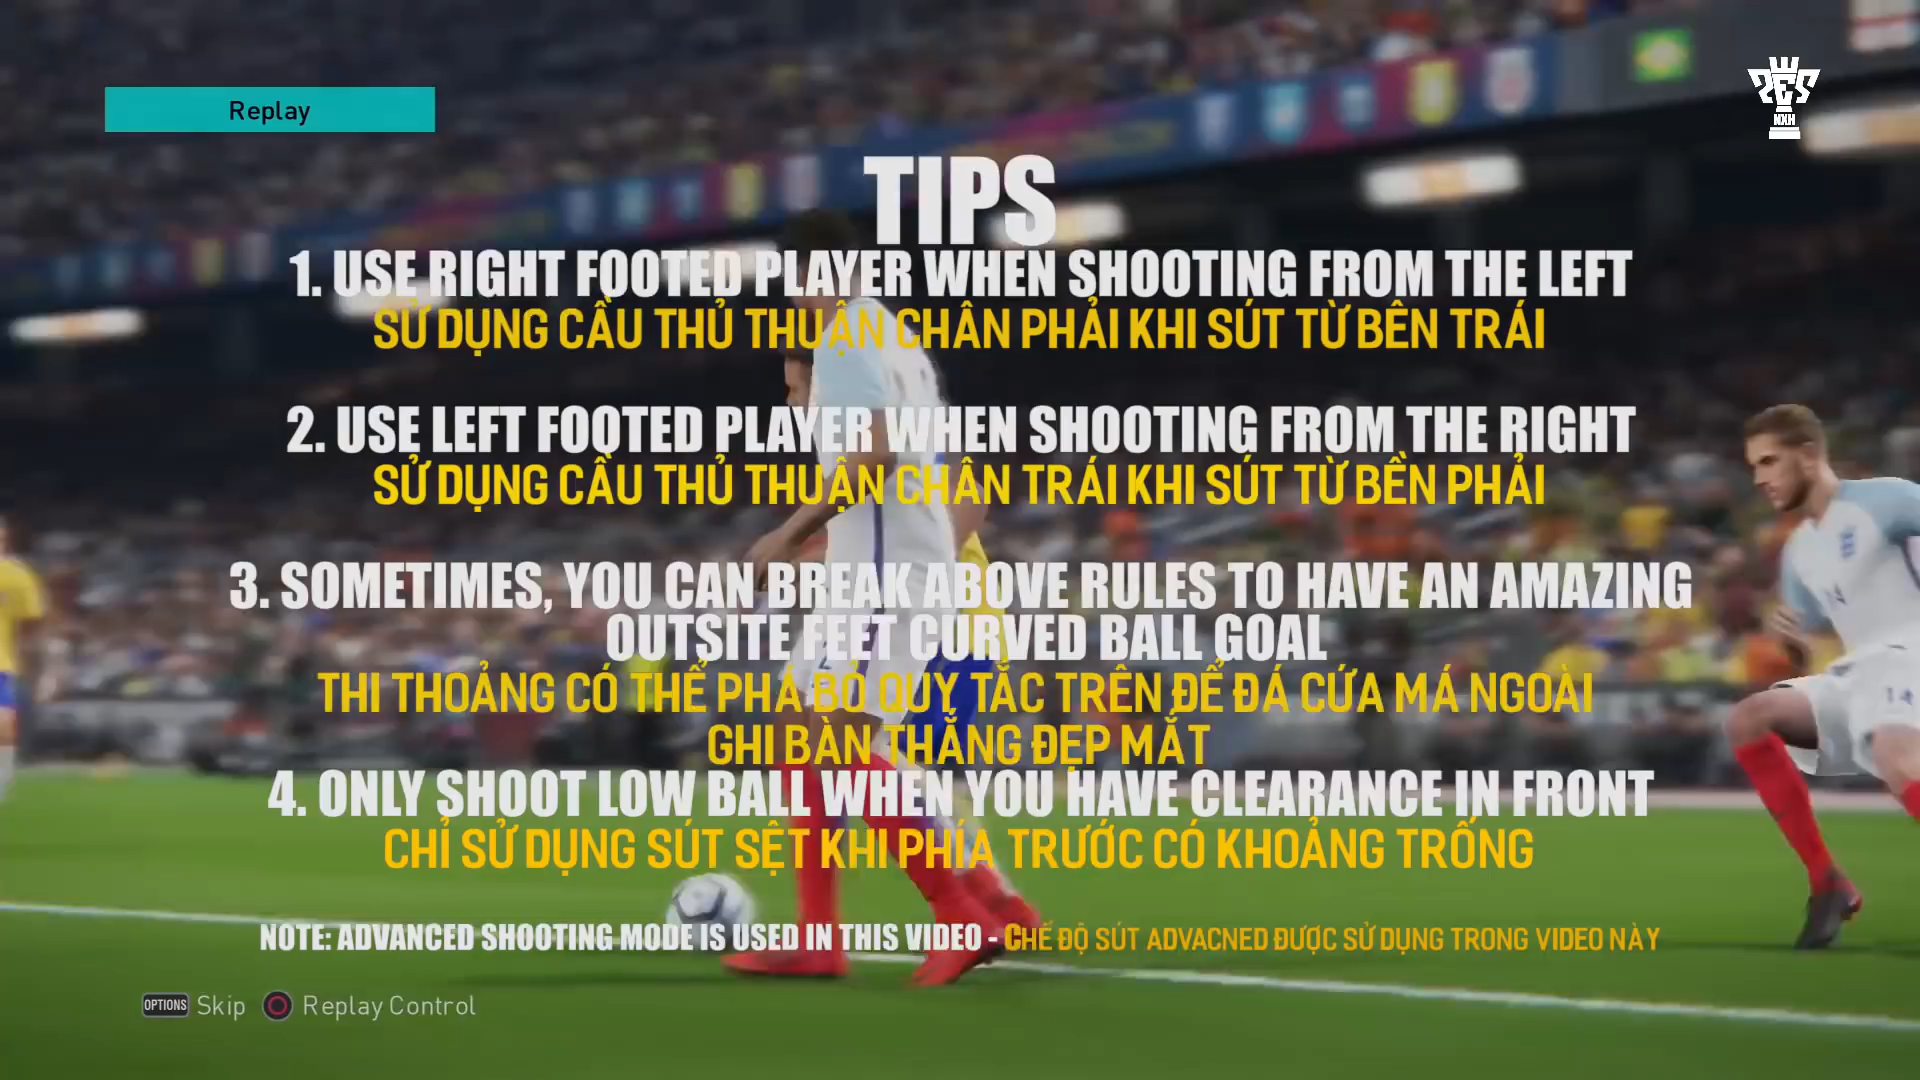 Replay
NXH
TIPS
1. USE RIGHT FOOTED PLAYER WHEN SHOOTING FROM THE LEFT
SỬ DỤNG CẦU THỦ THUẬN CHÂN PHẢI KHI SÚT TỪ BÊN TRÁI
2. USE LEFT FOOTED PLAYER WHEN SHOOTING FROM THE RIGHT
SỬ DỤNG CẦU THỦ THUẬN CHÂN TRÁI KHI SÚT TỪ BỀN PHẢI
3. SOMETIMES, YOU CAN BREAK ABOVE RULES TO HAVE AN AMAZING
OUTSITE FEET CURVED BALL GOAL
THI THOẢNG CÓ THỂ PHÁ BỎ QUY TẮC TRÊN ĐỂ ĐÁ CỨA MÁ NGOÀI
GHI BÀN THẮNG ĐẸP MẮT
4. ONLY SHOOT LOW BALL WHEN YOU HAVE CLEARANCE IN FRONT
CHỈ SỬ DỤNG SÚT SỆT KHI PHÍA TRƯỚC CÓ KHOẢNG TRỐNG
NOTE: ADVANCED SHOOTING MODE IS USED IN THIS VIDEO - CHẾ ĐỘ SÚT ADVACNED ĐƯỢC SỬ DỤNG TRONG VIDEO NÀY
OPTIONS Skip Replay Control
2
14
14